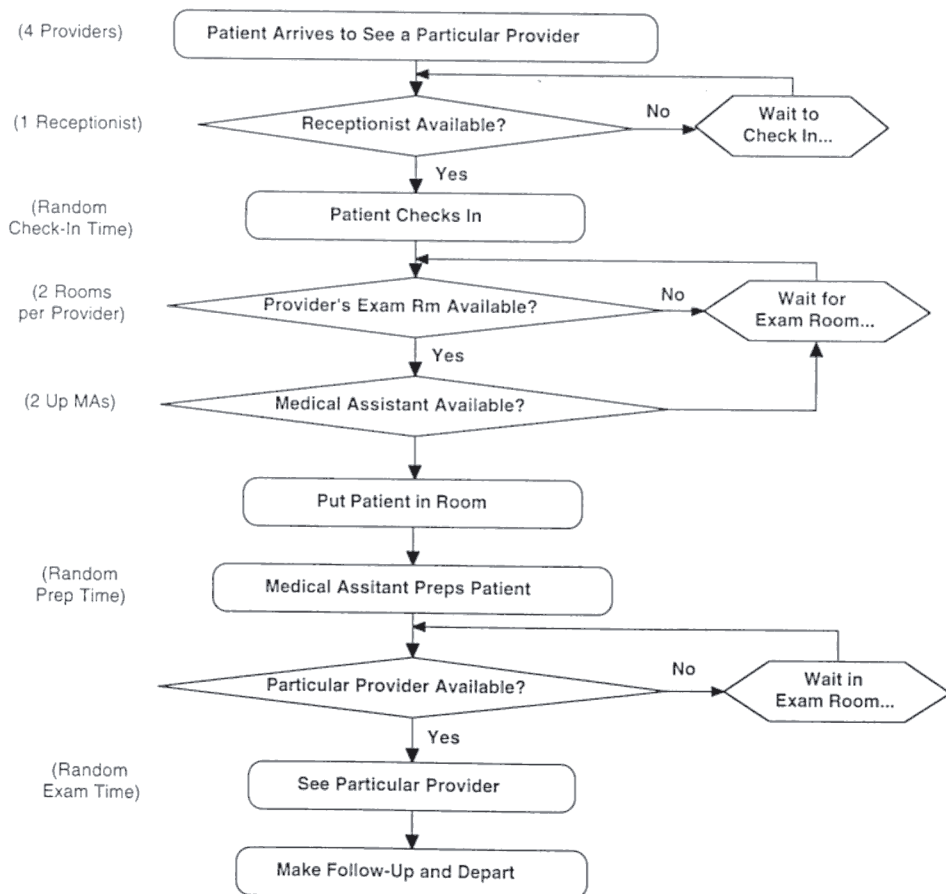 (4 Providers)
Patient Arrives to See a Particular Provider
(1 Receptionist)
Receptionist Available?
No
Wait to
Check In...
Yes
(Random
Check-In Time)
Patient Checks In
(2 Rooms
per Provider)
Provider's Exam Rm Available?
No
Wait for
Exam Room...
Yes
(2 Up MAs)
Medical Assistant Available?
Put Patient in Room
(Random
Prep Time)
Medical Assitant Preps Patient
Particular Provider Available?
No
Wait in
Exam Room...
Yes
(Random
Exam Time)
See Particular Provider
Make Follow-Up and Depart